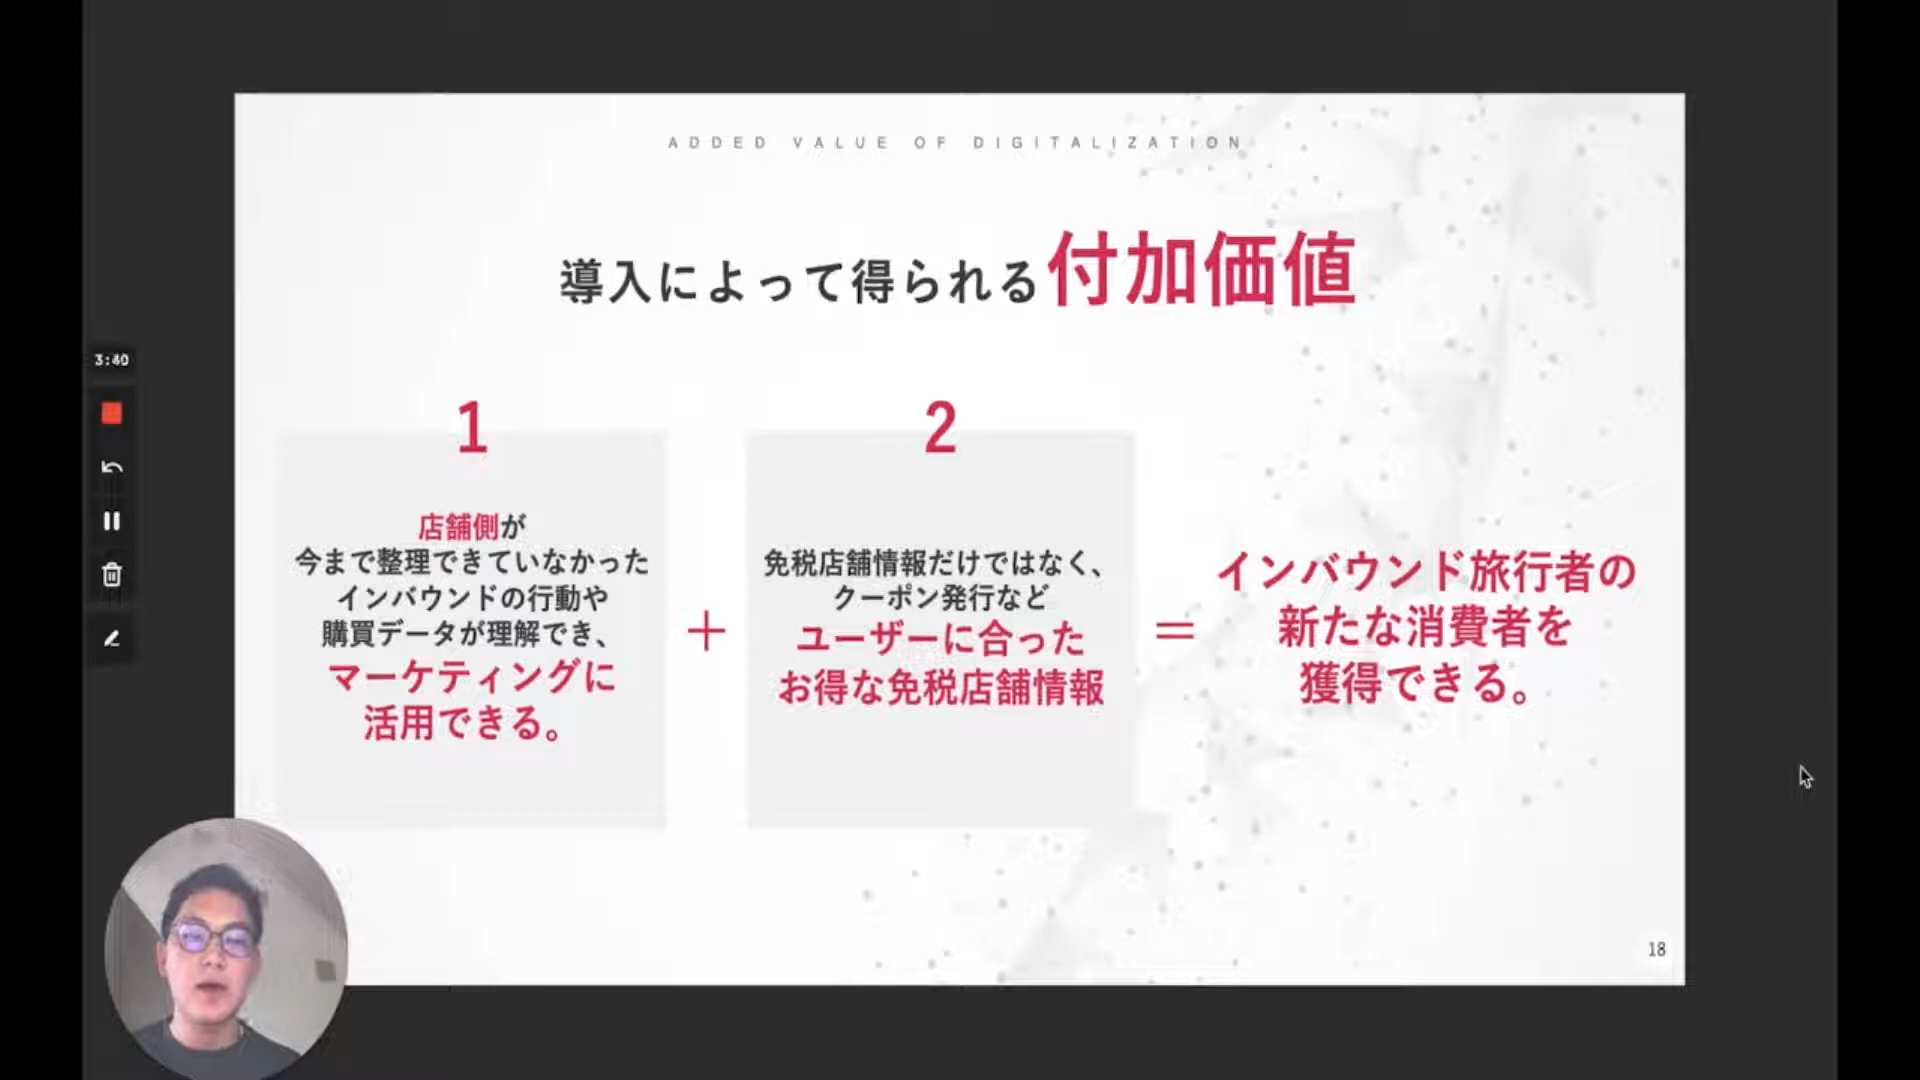 ADDED VALUE OF DIGITALIZATION
導入によって得られる付加価値
3:40
1
店舗側が
今まで整理できていなかった
インバウンドの行動や
購買データが理解でき、
マーケティングに
活用できる。
+
2
免税店舗情報だけではなく、
クーポン発行など
ユーザーに合った
お得な免税店舗情報
=
インバウンド旅行者の
新たな消費者を
獲得できる。
18